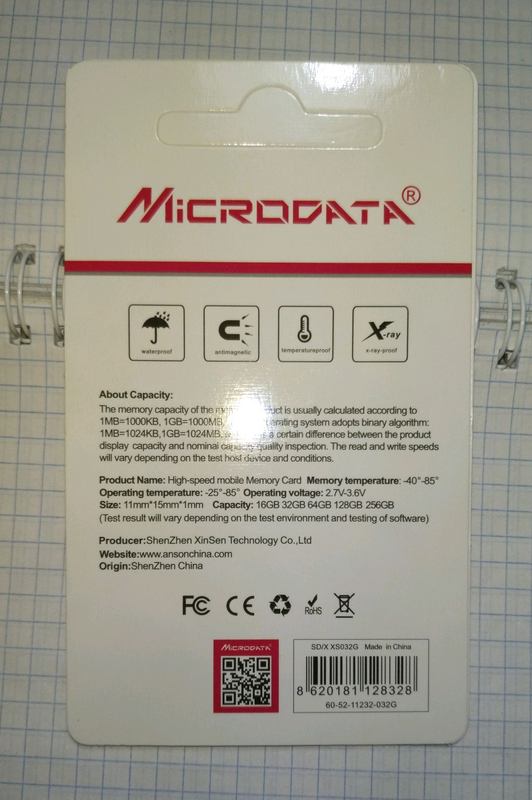 MICRODATA®
waterproof
antimagnetic
temperatureproof
X-ray
x-ray-proof
About Capacity:
The memory capacity of the is usually calculated according to
1MB=1000KB, 1GB=1000MB, system adopts binary algorithm:
1MB=1024KB,1GB=1024MB, a certain difference between the product
display capacity and nominal capacity quality inspection. The read and write speeds
will vary depending on the test host device and conditions.
Product Name: High-speed mobile Memory Card Memory temperature: -40°-85°
Operating temperature: -25°-85° Operating voltage: 2.7V-3.6V
Size: 11mm*15mm*1mm Capacity: 16GB 32GB 64GB 128GB 256GB
(Test result will vary depending on the test environment and testing of software)
Producer:ShenZhen XinSen Technology Co.,Ltd
Website:www.ansonchina.com
Origin:ShenZhen China
FC CE RoHS
MICRODATA
SD/X XS032G Made in China
8 620181 128328
60-52-11232-032G